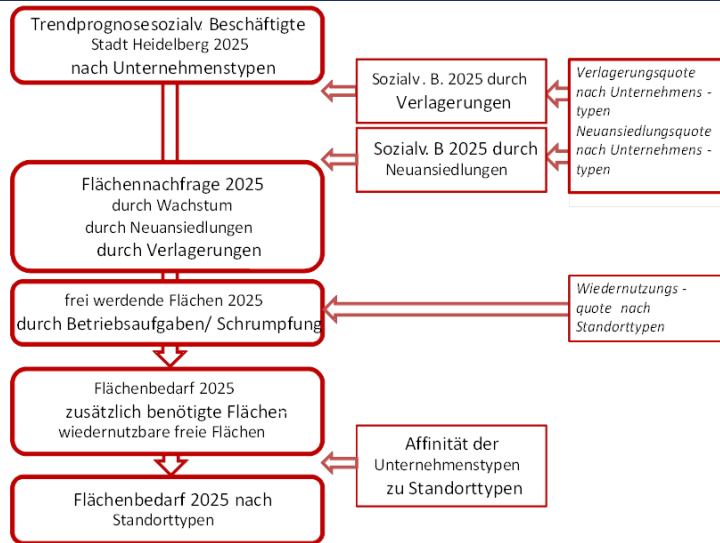 Trendprognosesozialv. Beschäftigte
Stadt Heidelberg 2025
nach Unternehmenstypen
Sozialv. B. 2025 durch
Verlagerungen
Verlagerungsquote
nach Unternehmens -
typen
Neuansiedlungsquote
nach Unternehmens -
typen
Sozialv. B 2025 durch
Neuansiedlungen
Flächennachfrage 2025
durch Wachstum
durch Neuansiedlungen
durch Verlagerungen
frei werdende Flächen 2025
durch Betriebsaufgaben/ Schrumpfung
Wiedernutzungs -
quote nach
Standorttypen
Flächenbedarf 2025
zusätzlich benötigte Flächen
wiedernutzbare freie Flächen
Affinität der
Unternehmenstypen
zu Standorttypen
Flächenbedarf 2025 nach
Standorttypen